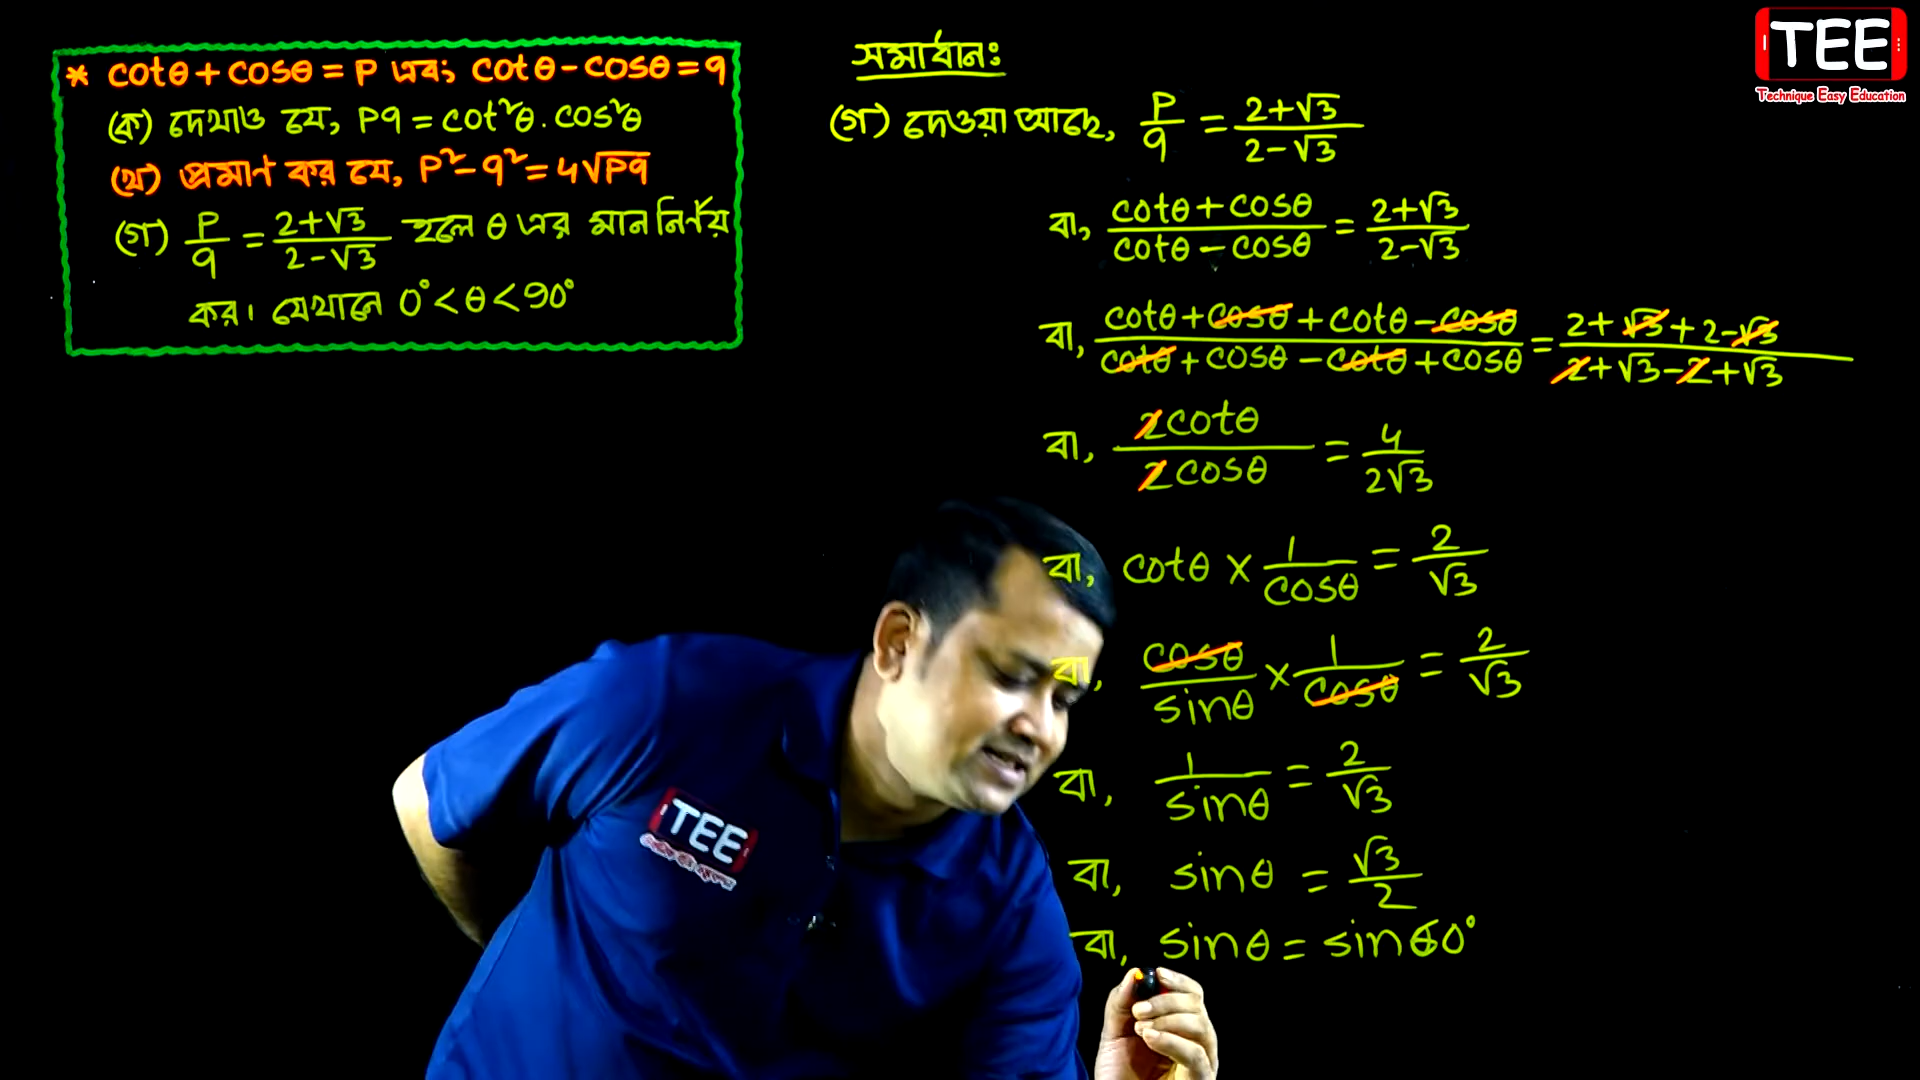 * cotθ + cosθ = P এবং cotθ - cosθ = q
(ক) দেখাও যে, Pq = cot²θ . cos²θ
(খ) প্রমাণ কর যে, P² - q² = 4√Pq
(গ) P/q = (2+√3)/(2-√3) হলে θ এর মান নির্ণয়
কর। যেখানে 0° < θ < 90°
সমাধানঃ
(গ) দেওয়া আছে, P/q = (2+√3)/(2-√3)
বা, (cotθ + cosθ)/(cotθ - cosθ) = (2+√3)/(2-√3)
বা, (cotθ + cosθ + cotθ - cosθ)/(cotθ + cosθ - cotθ + cosθ) = (2+√3+2-√3)/(2+√3-2+√3)
বা, 2cotθ/2cosθ = 4/2√3
বা, cotθ × 1/cosθ = 2/√3
বা, cosθ/sinθ × 1/cosθ = 2/√3
বা, 1/sinθ = 2/√3
বা, sinθ = √3/2
বা, sinθ = sin60°
TEE
Technique Easy Education
TEE